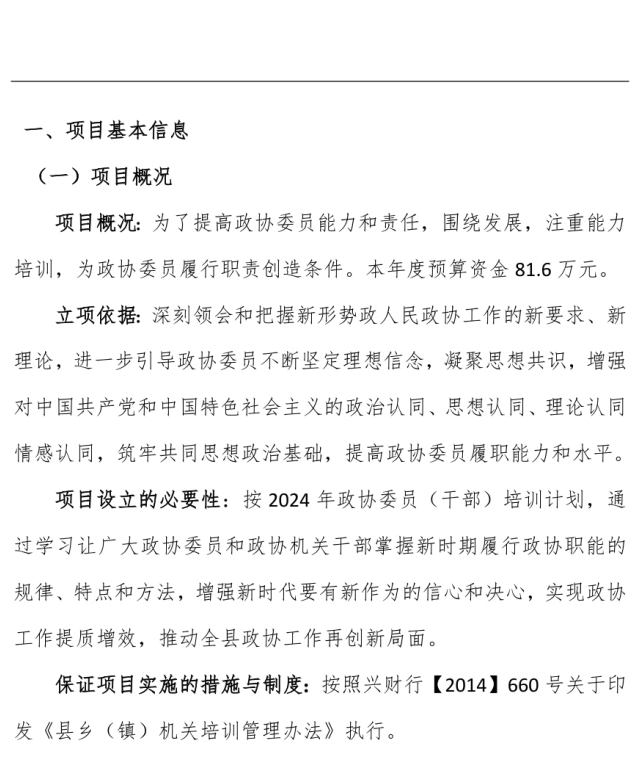 一、项目基本信息
（一）项目概况
项目概况：为了提高政协委员能力和责任，围绕发展，注重能力
培训，为政协委员履行职责创造条件。本年度预算资金 81.6 万元。
立项依据：深刻领会和把握新形势政人民政协工作的新要求、新
理论，进一步引导政协委员不断坚定理想信念，凝聚思想共识，增强
对中国共产党和中国特色社会主义的政治认同、思想认同、理论认同
情感认同，筑牢共同思想政治基础，提高政协委员履职能力和水平。
项目设立的必要性：按 2024 年政协委员（干部）培训计划，通
过学习让广大政协委员和政协机关干部掌握新时期履行政协职能的
规律、特点和方法，增强新时代要有新作为的信心和决心，实现政协
工作提质增效，推动全县政协工作再创新局面。
保证项目实施的措施与制度：按照兴财行【2014】660 号关于印
发《县乡（镇）机关培训管理办法》执行。